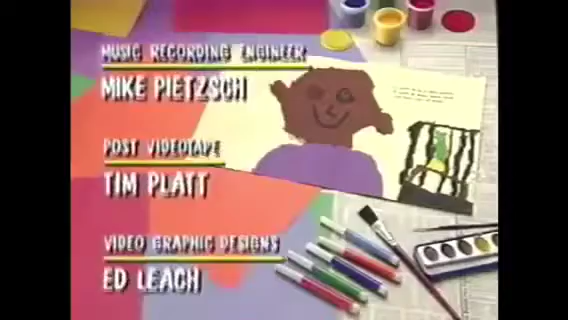 MUSIC RECORDING ENGINEER
MIKE PIETZSCH
POST VIDEOTAPE
TIM PLATT
VIDEO GRAPHIC DESIGNS
ED LEACH